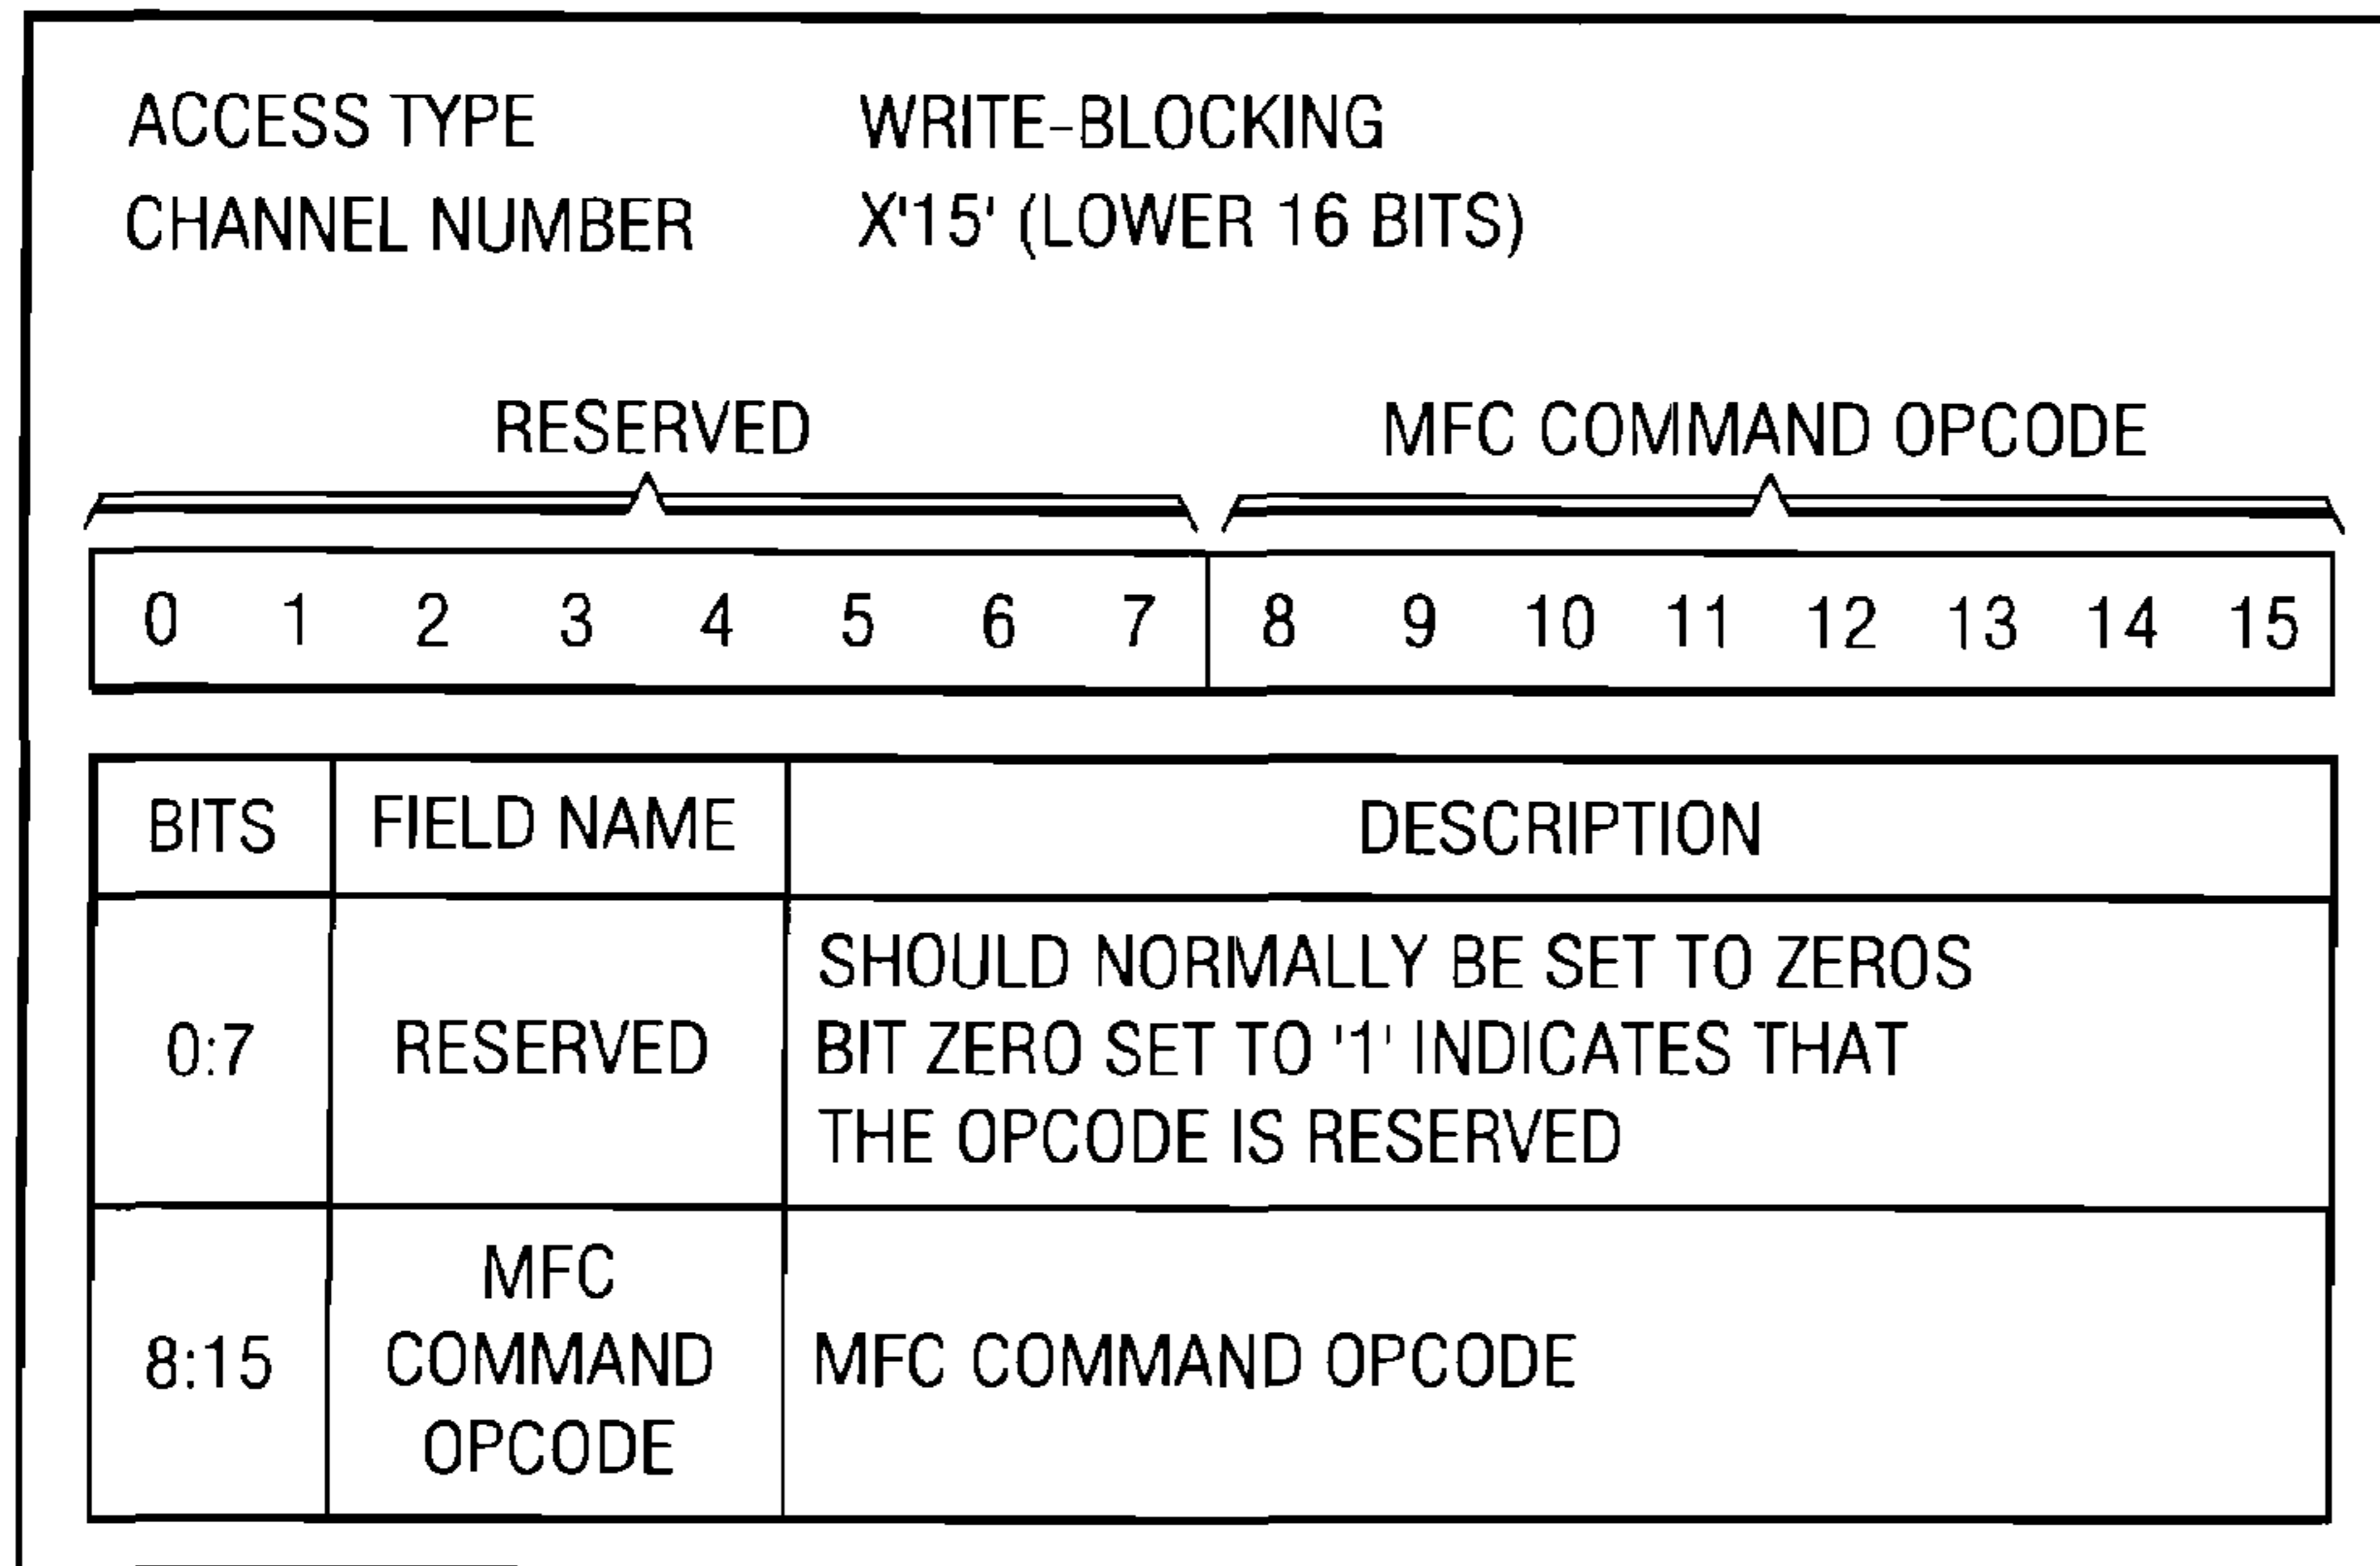 ACCESS TYPE WRITE-BLOCKING
CHANNEL NUMBER X'15' (LOWER 16 BITS)
RESERVED MFC COMMAND OPCODE
0 1 2 3 4 5 6 7 8 9 10 11 12 13 14 15
BITS FIELD NAME DESCRIPTION
0:7 RESERVED SHOULD NORMALLY BE SET TO ZEROS
BIT ZERO SET TO '1' INDICATES THAT
THE OPCODE IS RESERVED
8:15 MFC
COMMAND
OPCODE
MFC COMMAND OPCODE